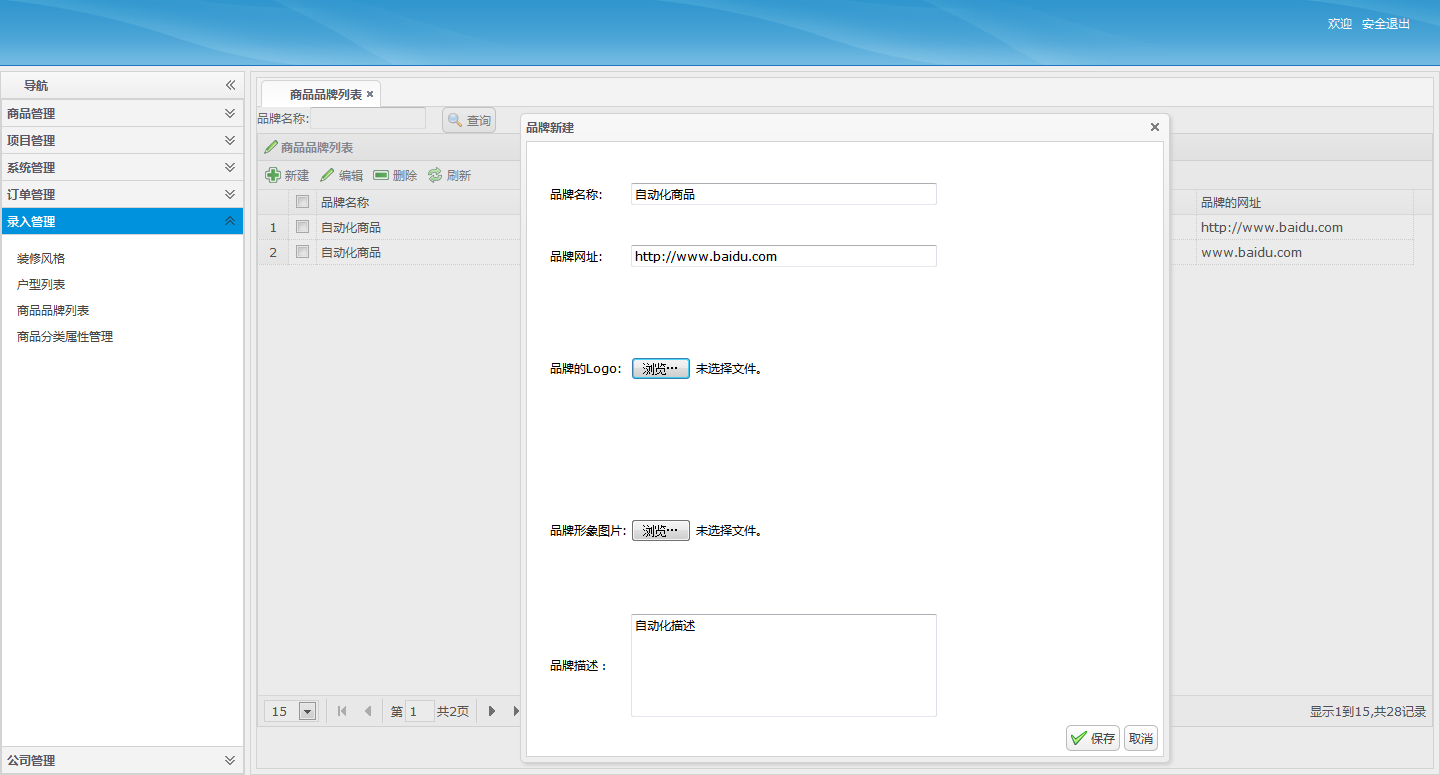 欢迎 安全退出
导航
商品管理
项目管理
系统管理
订单管理
录入管理
装修风格
户型列表
商品品牌列表
商品分类属性管理
公司管理
商品品牌列表
品牌名称: 查询
商品品牌列表
新建 编辑 删除 刷新
品牌名称 品牌的网址
1 自动化商品 http://www.baidu.com
2 自动化商品 www.baidu.com
15 第 1 共2页 显示1到15,共28记录
品牌新建
品牌名称: 自动化商品
品牌网址: http://www.baidu.com
品牌的Logo: 浏览… 未选择文件。
品牌形象图片: 浏览… 未选择文件。
品牌描述： 自动化描述
保存 取消